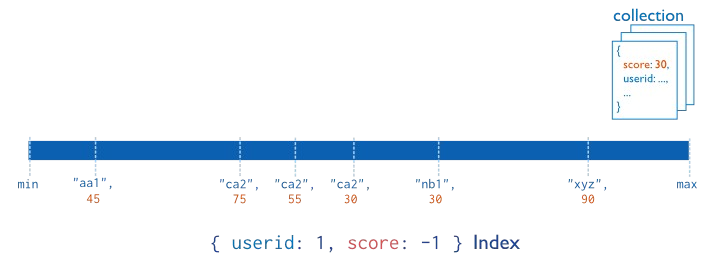 collection
{
score: 30,
userid: ...,
...
}
min "aa1", "ca2", "ca2", "ca2", "nb1", "xyz", max
45 75 55 30 30 90
{ userid: 1, score: -1 } Index